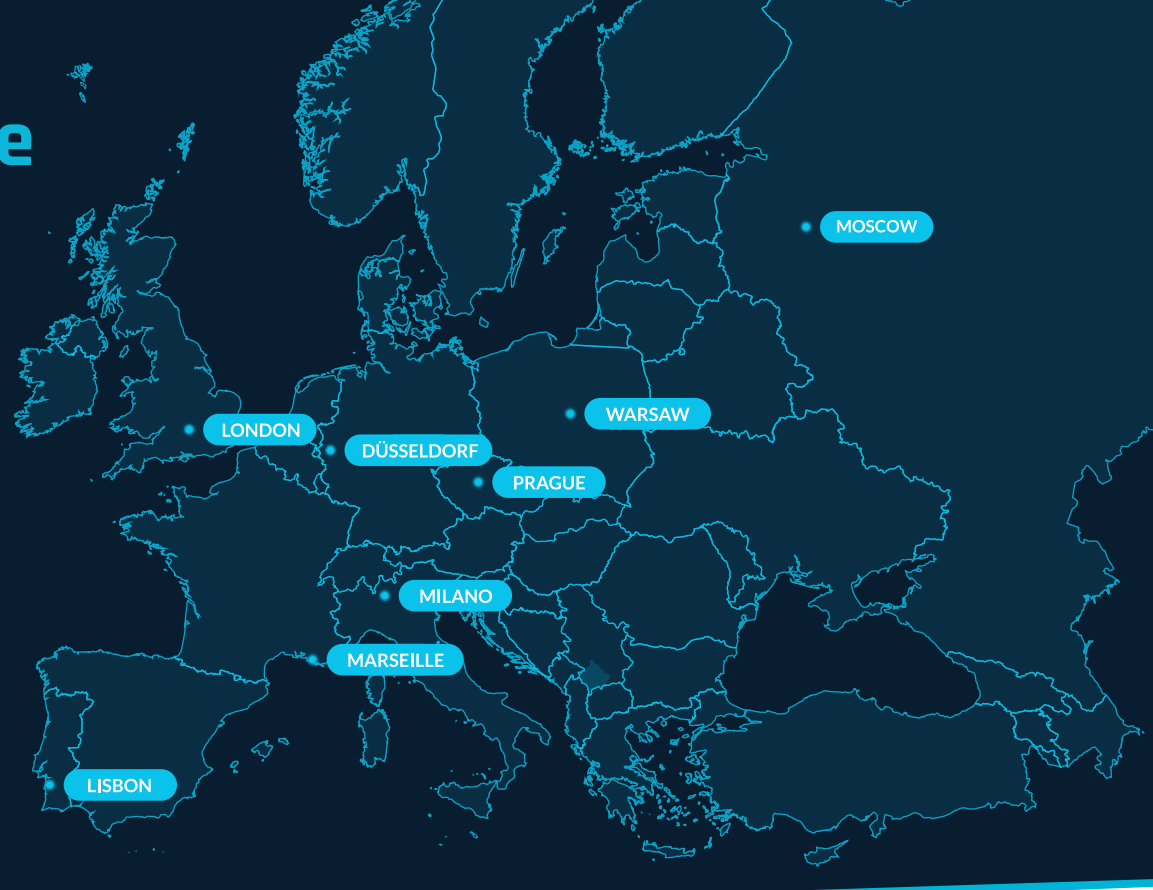 e
MOSCOW
WARSAW
LONDON
DÜSSELDORF
PRAGUE
MILANO
MARSEILLE
LISBON